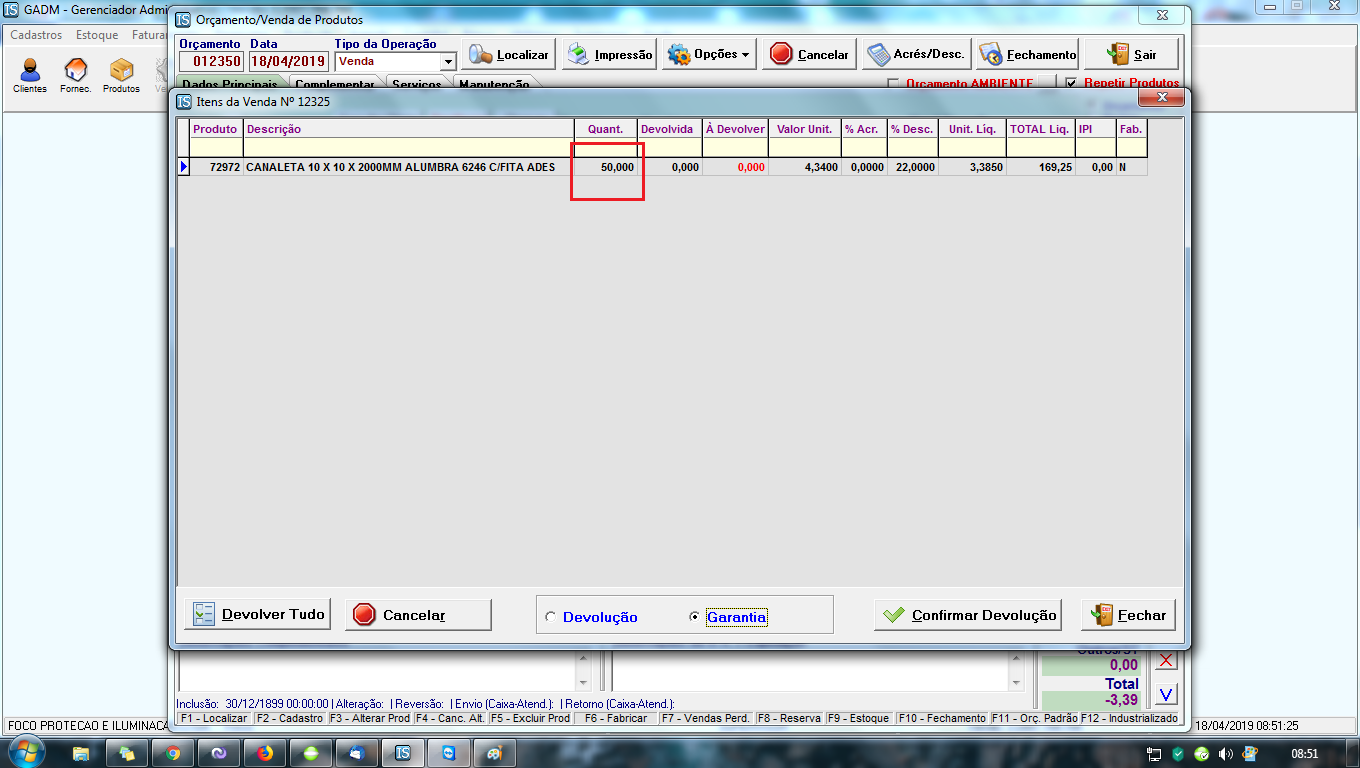 GADM - Gerenciador Admi
Orçamento/Venda de Produtos
Cadastros Estoque Fatura
Orçamento Data Tipo da Operação
012350 18/04/2019 Venda
Localizar Impressão Opções Cancelar Acrés/Desc. Fechamento Sair
Clientes Fornec. Produtos
Dados Principais Complementar Serviços Manutenção Orçamento AMBIENTE Repetir Produtos
Itens da Venda Nº 12325
Produto Descrição Quant. Devolvida À Devolver Valor Unit. % Acr. % Desc. Unit. Líq. TOTAL Liq. IPI Fab.
72972 CANALETA 10 X 10 X 2000MM ALUMBRA 6246 C/FITA ADES 50,000 0,000 0,000 4,3400 0,0000 22,0000 3,3850 169,25 0,00 N
Devolver Tudo Cancelar Devolução Garantia Confirmar Devolução Fechar
Outros/ST
0,00
Total
-3,39
Inclusão: 30/12/1899 00:00:00 | Alteração: | Reversão: | Envio (Caixa-Atend.): | Retorno (Caixa-Atend.):
F1 - Localizar F2 - Cadastro F3 - Alterar Prod F4 - Canc. Alt. F5 - Excluir Prod F6 - Fabricar F7 - Vendas Perd. F8 - Reserva F9 - Estoque F10 - Fechamento F11 - Orç. Padrão F12 - Industrializado
FOCO PROTECAO E ILUMINACA 18/04/2019 08:51:25
08:51